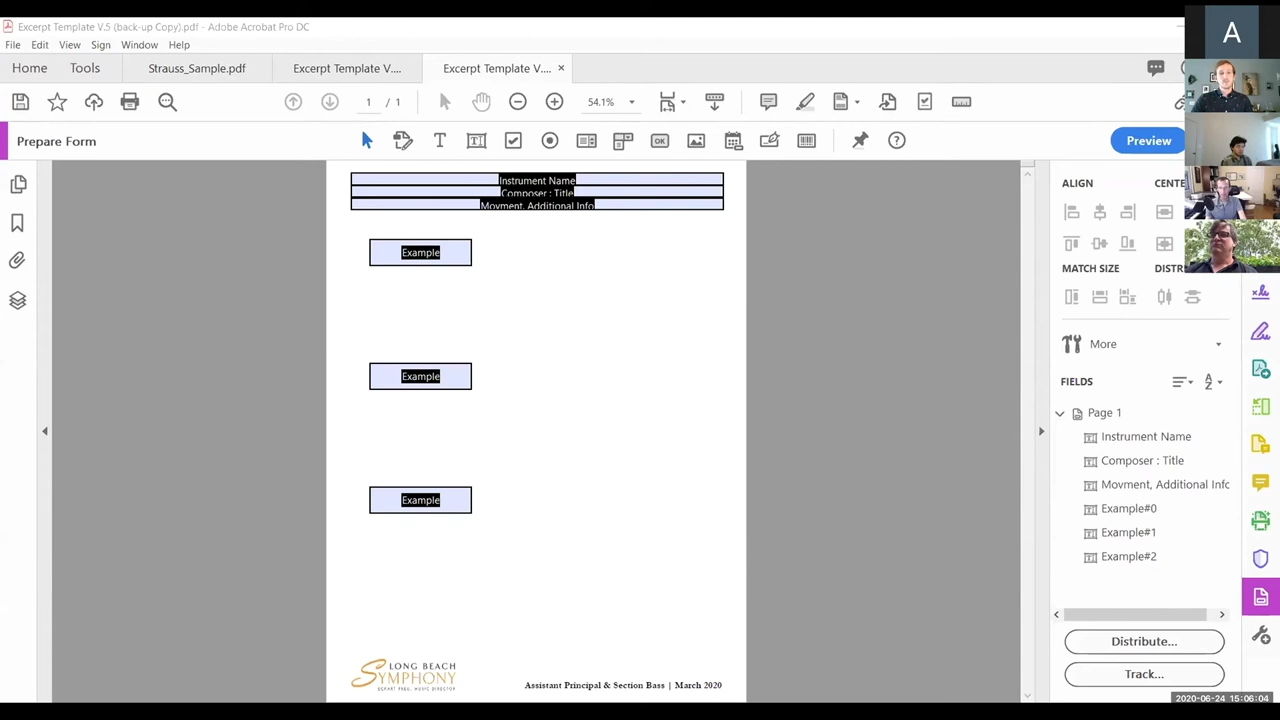 Excerpt Template V.5 (back-up Copy).pdf - Adobe Acrobat Pro DC
A
File Edit View Sign Window Help
Home Tools Strauss_Sample.pdf Excerpt Template V.... Excerpt Template V.... ×
1 / 1 54.1%
Prepare Form
T T OK ?
Preview
Instrument Name
Composer : Title
Movment, Additional Info
Example
Example
Example
LONG BEACH
SYMPHONY
ECKART PREU, MUSIC DIRECTOR
Assistant Principal & Section Bass | March 2020
ALIGN CENTE
MATCH SIZE DISTR
More
FIELDS
Page 1
Instrument Name
Composer : Title
Movment, Additional Info
Example#0
Example#1
Example#2
Distribute...
Track...
2020-06-24 15:06:04